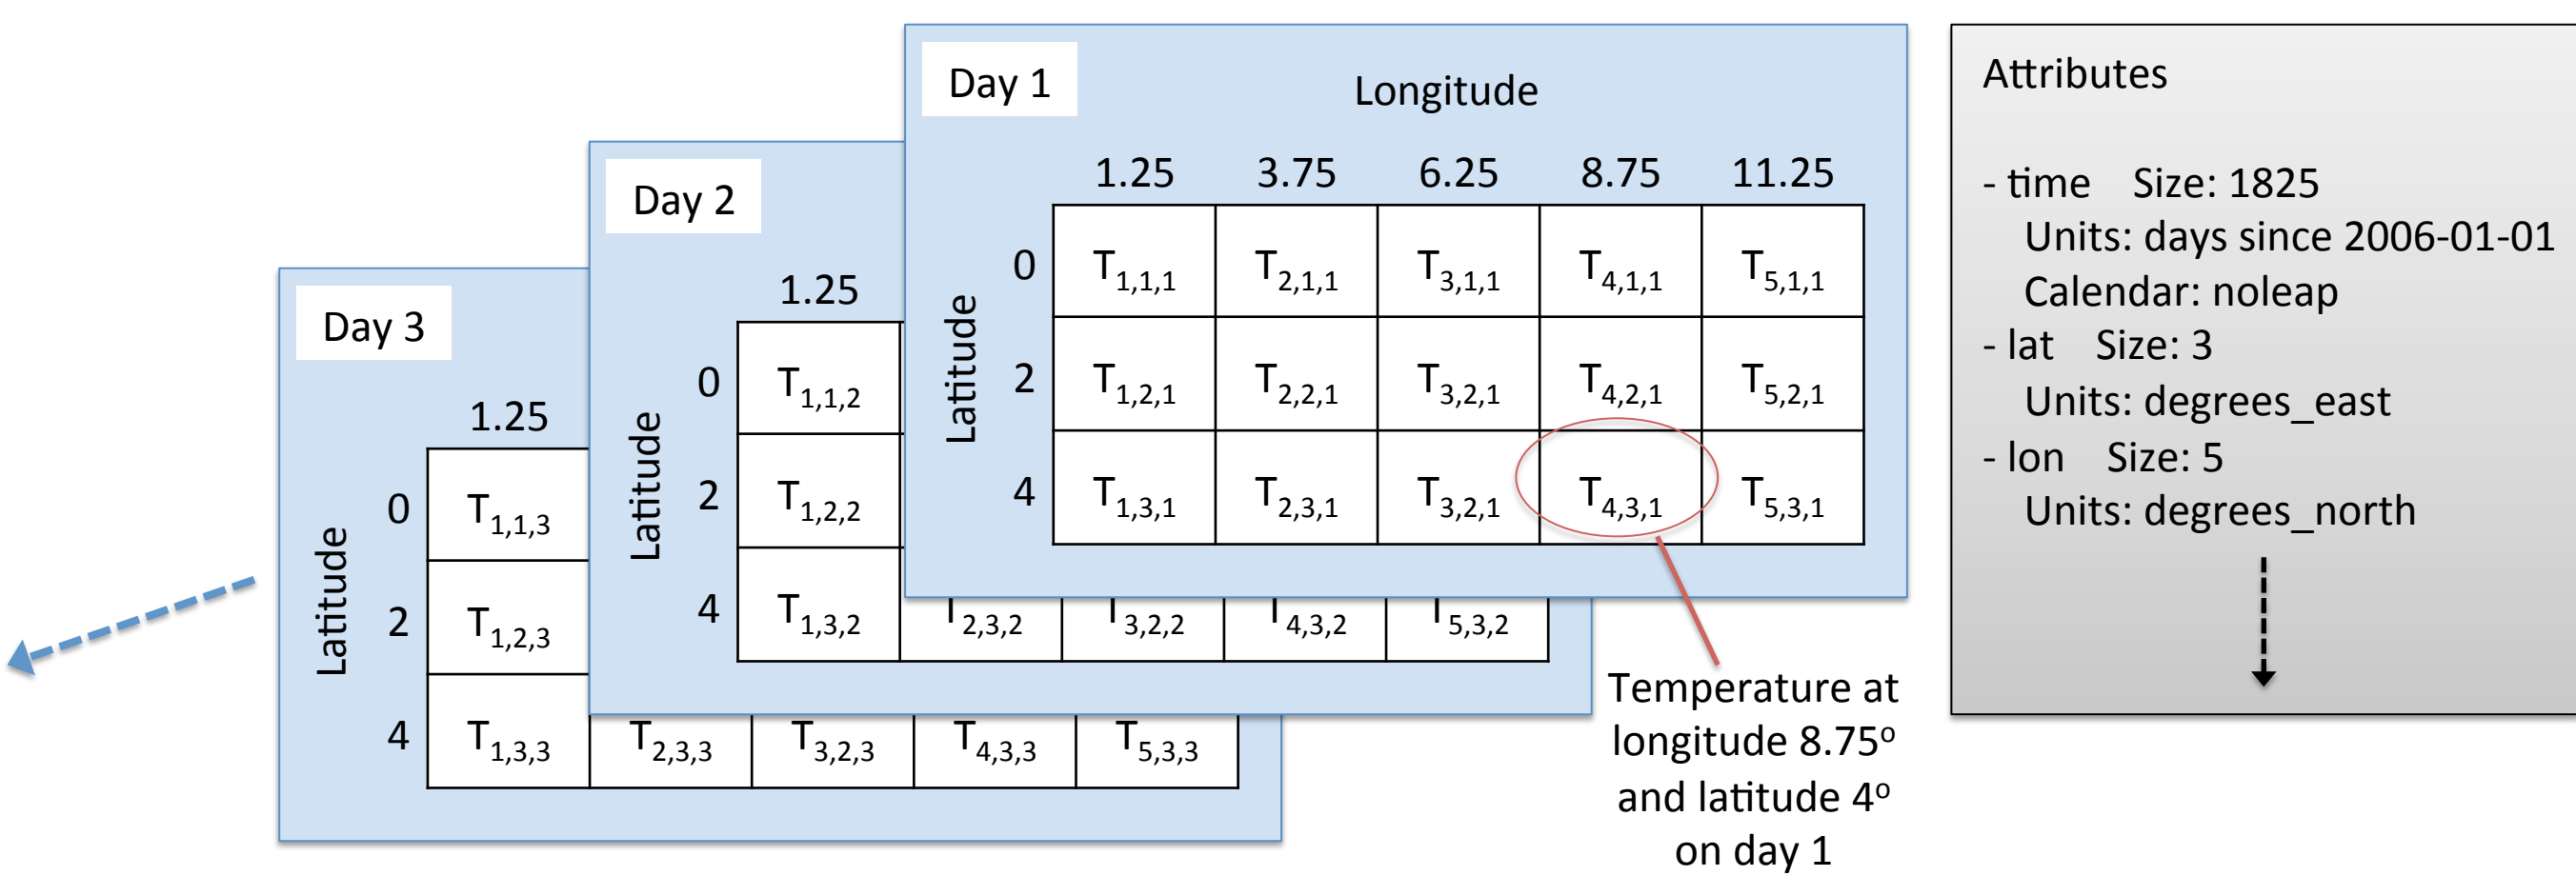 Day 1
Longitude
1.25 3.75 6.25 8.75 11.25
Latitude
0 T1,1,1 T2,1,1 T3,1,1 T4,1,1 T5,1,1
2 T1,2,1 T2,2,1 T3,2,1 T4,2,1 T5,2,1
4 T1,3,1 T2,3,1 T3,2,1 T4,3,1 T5,3,1
Day 2
1.25
Latitude
0 T1,1,2
2 T1,2,2
4 T1,3,2 T2,3,2 T3,2,2 T4,3,2 T5,3,2
Day 3
1.25
Latitude
0 T1,1,3
2 T1,2,3
4 T1,3,3 T2,3,3 T3,2,3 T4,3,3 T5,3,3
Temperature at
longitude 8.75º
and latitude 4º
on day 1
Attributes
- time Size: 1825
Units: days since 2006-01-01
Calendar: noleap
- lat Size: 3
Units: degrees_east
- lon Size: 5
Units: degrees_north